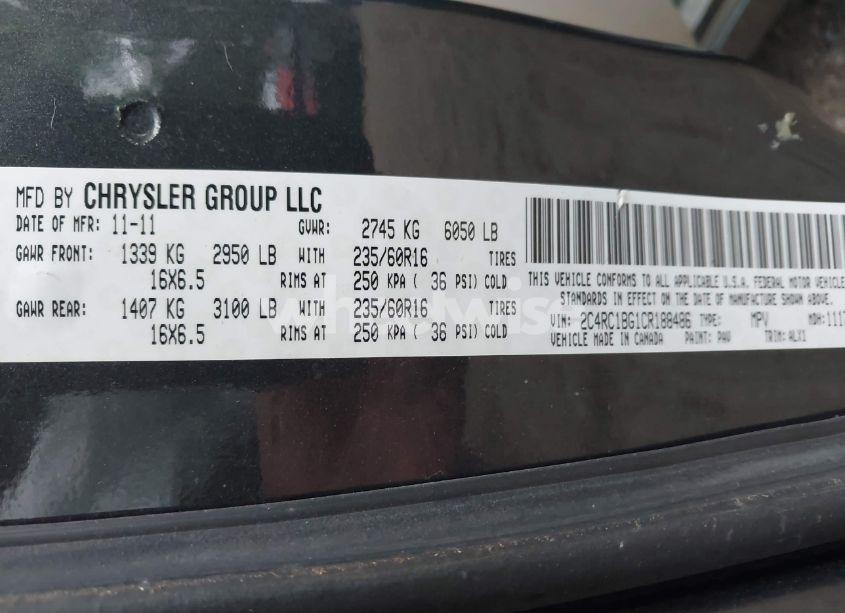 MFD BY CHRYSLER GROUP LLC
DATE OF MFR: 11-11 GVWR: 2745 KG 6050 LB
GAWR FRONT: 1339 KG 2950 LB WITH 235/60R16 TIRES
16X6.5 RIMS AT 250 KPA ( 36 PSI) COLD
GAWR REAR: 1407 KG 3100 LB WITH 235/60R16 TIRES
16X6.5 RIMS AT 250 KPA ( 36 PSI) COLD
THIS VEHICLE CONFORMS TO ALL APPLICABLE U.S.A. FEDERAL MOTOR VEHICLE
STANDARDS IN EFFECT ON THE DATE OF MANUFACTURE SHOWN ABOVE.
VIN: 2C4RC1BG1CR188486 TYPE: MPV MDH: 1117
VEHICLE MADE IN CANADA PAINT: PAV TRIM: ALX1